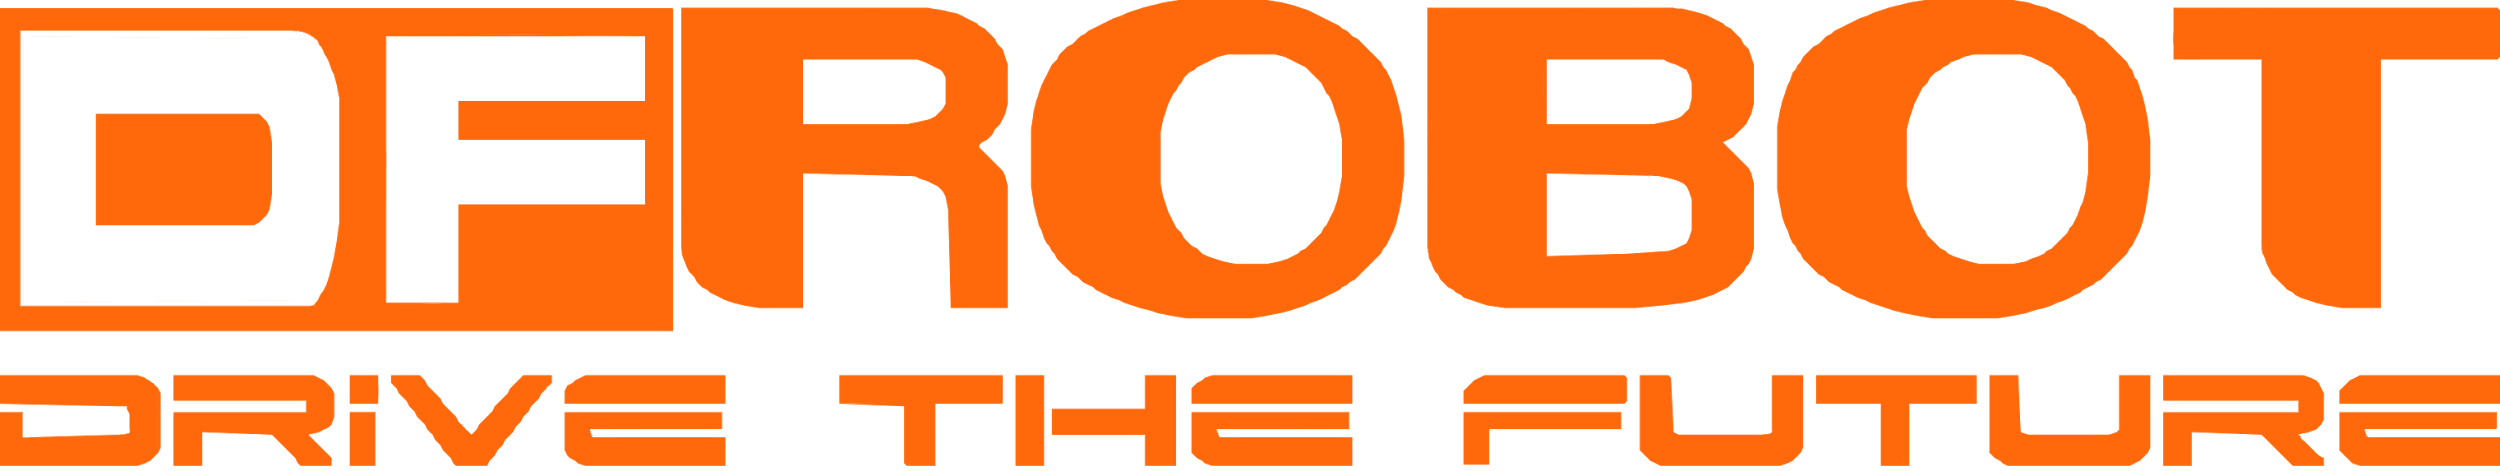 DFROBOT
DRIVE THE FUTURE